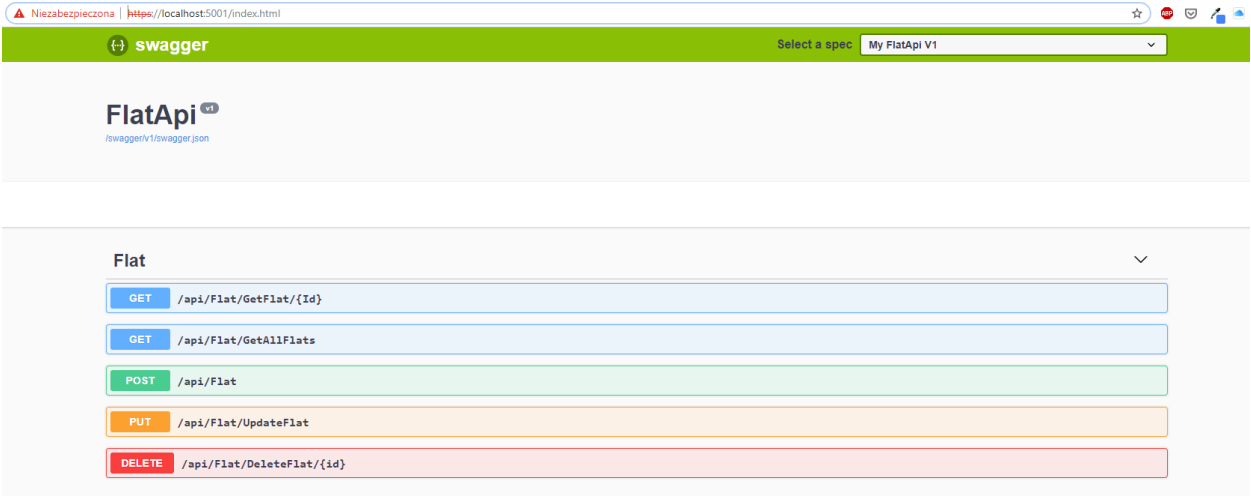 Niezabezpieczona | https://localhost:5001/index.html
ABP
{··} swagger
Select a spec My FlatApi V1
FlatApi v1
/swagger/v1/swagger.json
Flat
GET /api/Flat/GetFlat/{Id}
GET /api/Flat/GetAllFlats
POST /api/Flat
PUT /api/Flat/UpdateFlat
DELETE /api/Flat/DeleteFlat/{id}